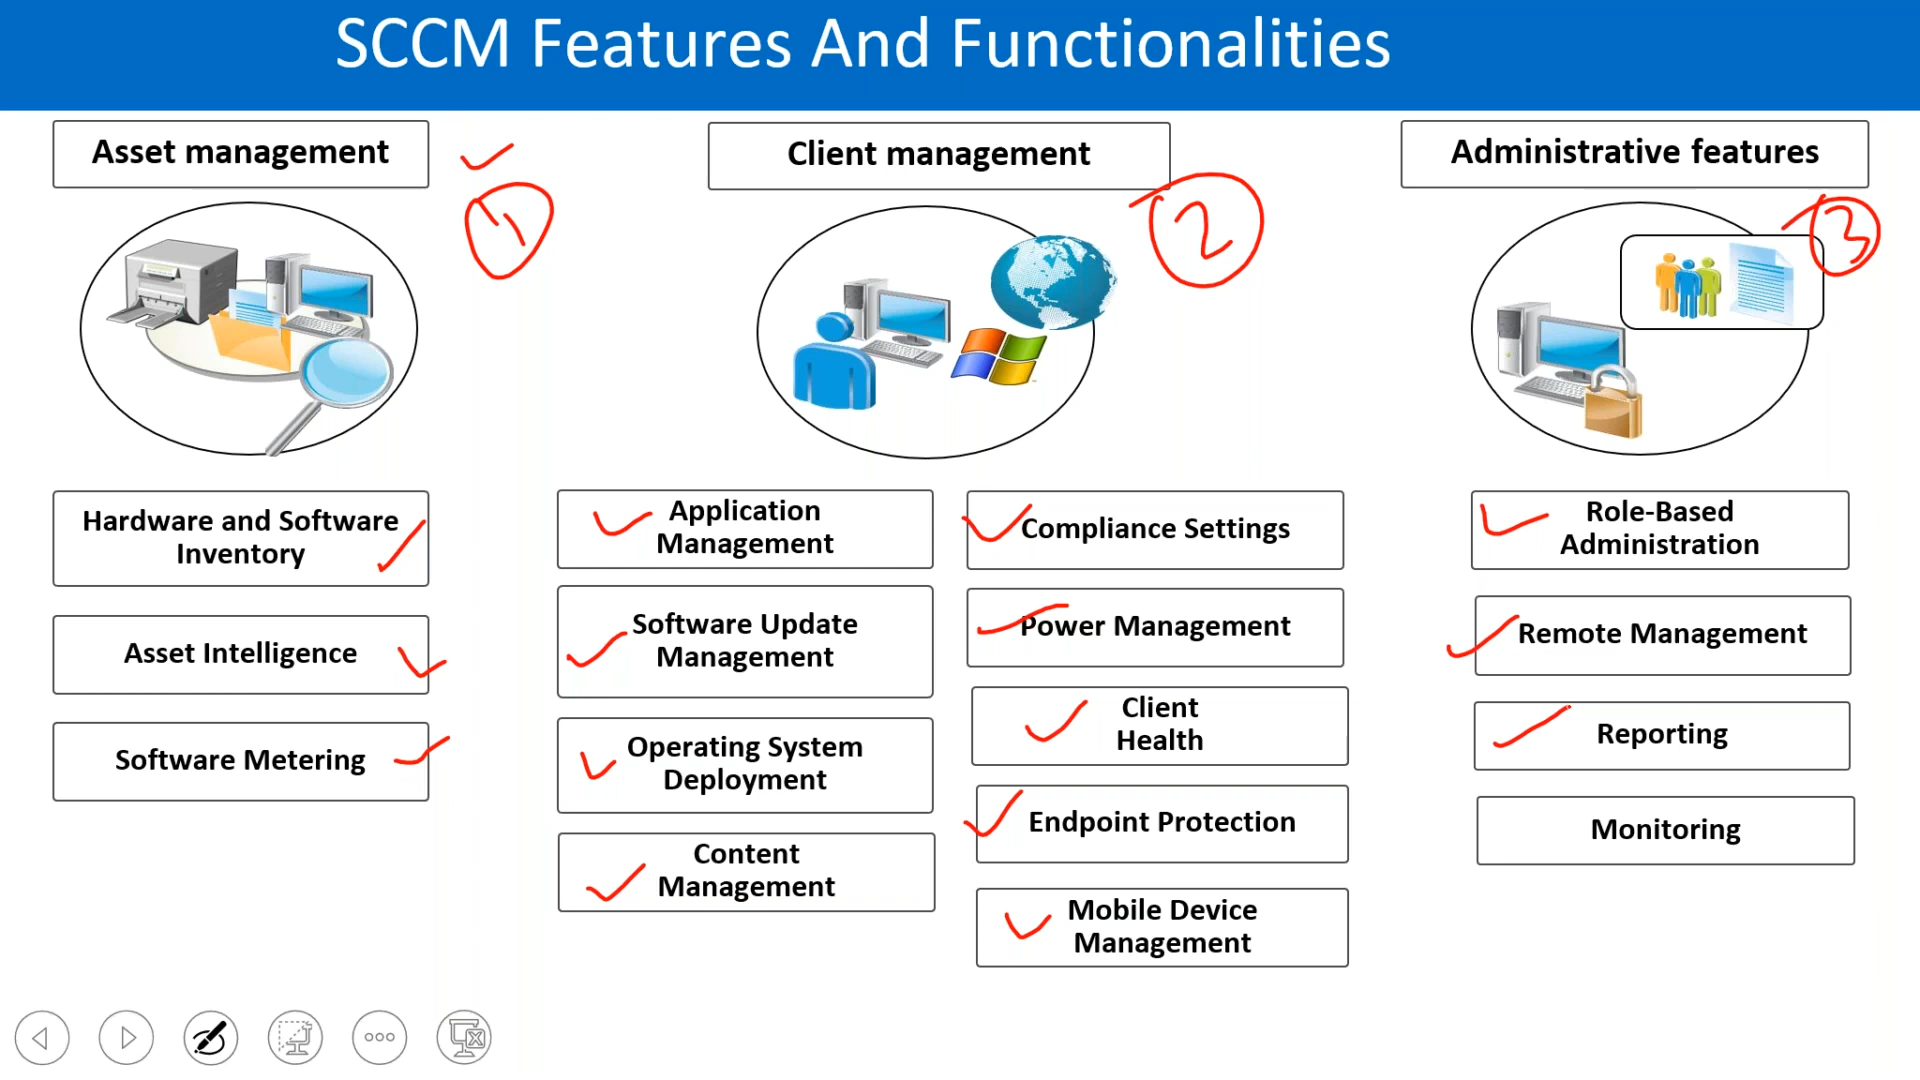 SCCM Features And Functionalities
Asset management
1
Hardware and Software
Inventory
Asset Intelligence
Software Metering
Client management
2
Application
Management
Software Update
Management
Operating System
Deployment
Content
Management
Compliance Settings
Power Management
Client
Health
Endpoint Protection
Mobile Device
Management
Administrative features
3
Role-Based
Administration
Remote Management
Reporting
Monitoring